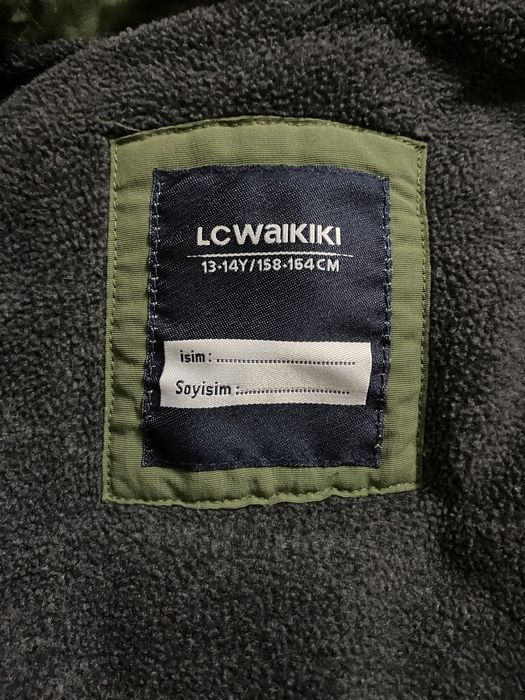 LCWAIKIKI
13-14Y/158-164CM
isim : ..................................
Soyisim :...........................